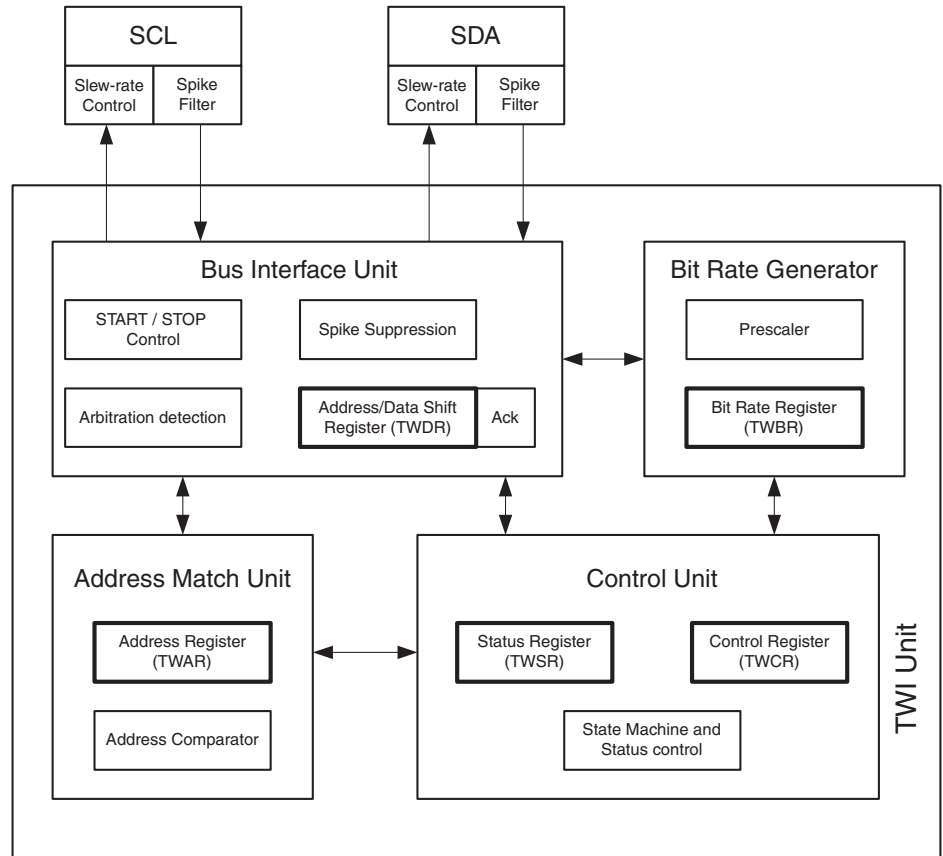 SCL
Slew-rate
Control
Spike
Filter
SDA
Slew-rate
Control
Spike
Filter
Bus Interface Unit
START / STOP
Control
Spike Suppression
Arbitration detection
Address/Data Shift
Register (TWDR)
Ack
Bit Rate Generator
Prescaler
Bit Rate Register
(TWBR)
Address Match Unit
Address Register
(TWAR)
Address Comparator
Control Unit
Status Register
(TWSR)
Control Register
(TWCR)
State Machine and
Status control
TWI Unit